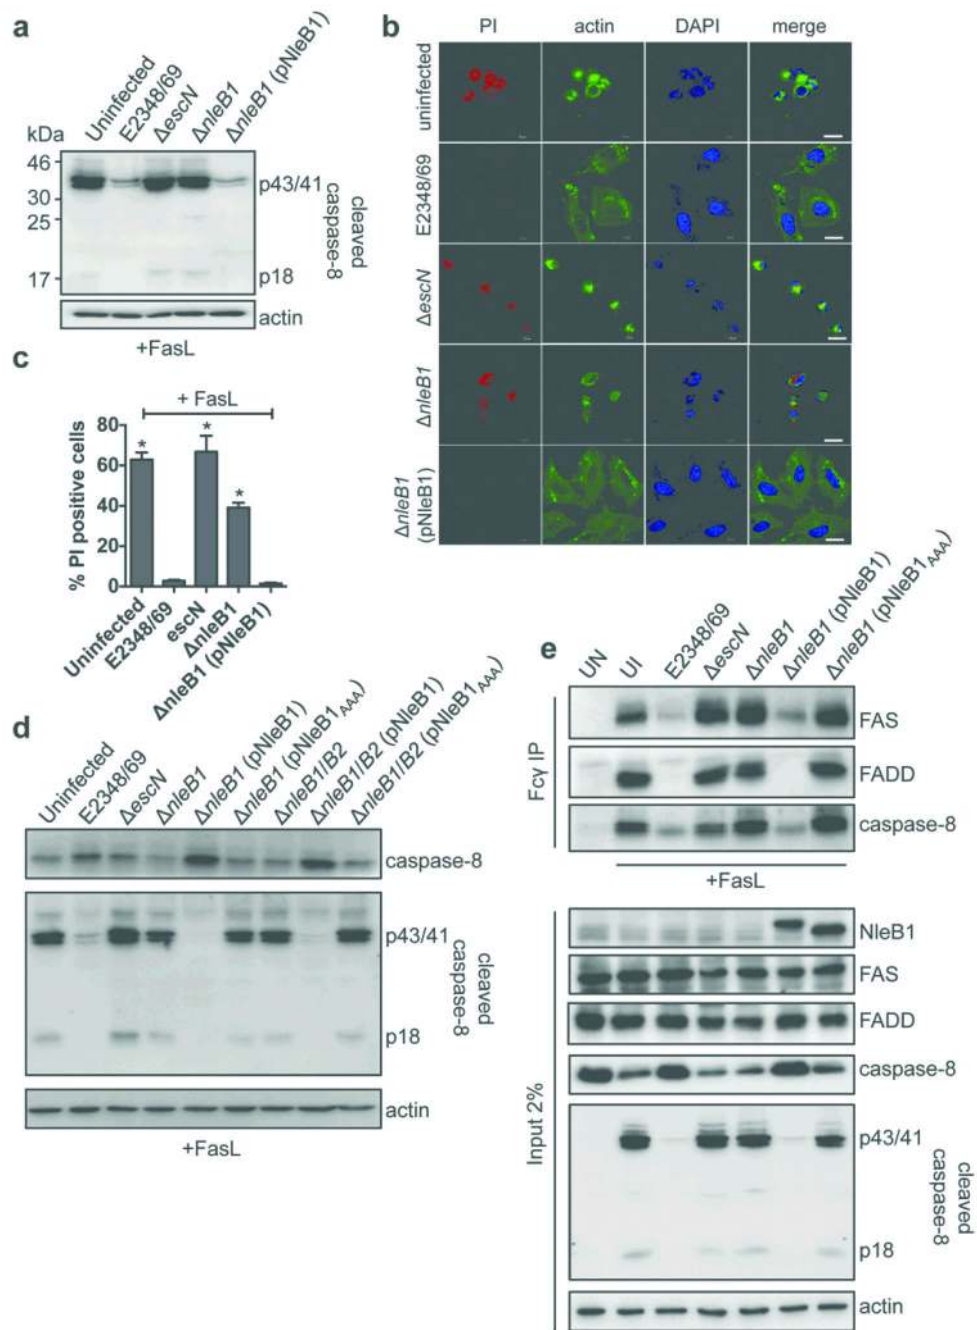 a
Uninfected
E2348/69
ΔescN
ΔnleB1
ΔnleB1 (pNleB1)
kDa
46
30
25
17
p43/41
p18
cleaved
caspase-8
actin
+FasL
b
PI actin DAPI merge
uninfected
E2348/69
ΔescN
ΔnleB1
ΔnleB1
(pNleB1)
c
+ FasL
% PI positive cells
80
60
40
20
0
*
*
*
Uninfected
E2348/69
escN
ΔnleB1
ΔnleB1 (pNleB1)
d
Uninfected
E2348/69
ΔescN
ΔnleB1
ΔnleB1 (pNleB1)
ΔnleB1 (pNleB1AAA)
ΔnleB1/B2
ΔnleB1/B2 (pNleB1)
ΔnleB1/B2 (pNleB1AAA)
caspase-8
p43/41
p18
cleaved
caspase-8
actin
+FasL
e
UN
UI
E2348/69
ΔescN
ΔnleB1
ΔnleB1 (pNleB1)
ΔnleB1 (pNleB1AAA)
Fcγ IP
FAS
FADD
caspase-8
+FasL
Input 2%
NleB1
FAS
FADD
caspase-8
p43/41
p18
cleaved
caspase-8
actin